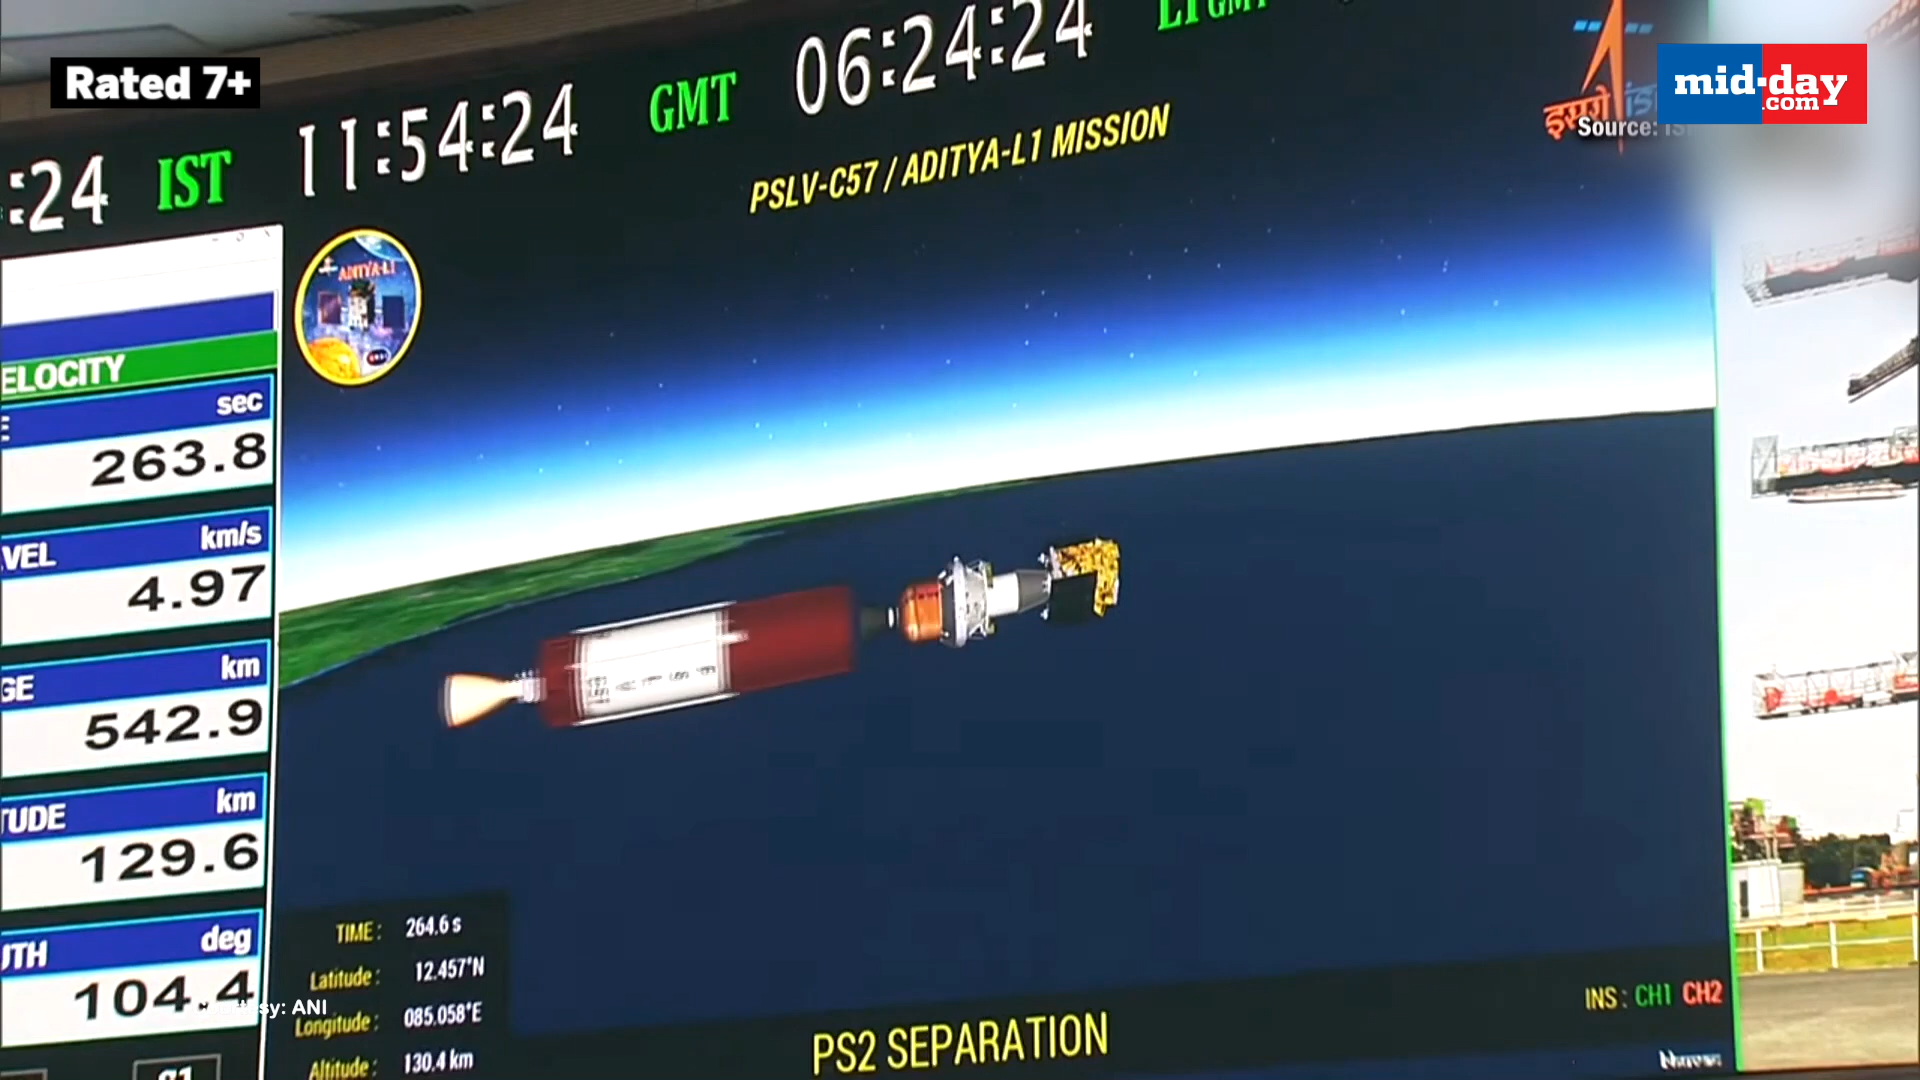 Rated 7+
mid-day
.com
इसरो
Source:
:24 IST 11:54:24 GMT 06:24:24
PSLV-C57 / ADITYA-L1 MISSION
ADITYA-L1
ELOCITY
sec
263.8
VEL km/s
4.97
GE km
542.9
TUDE km
129.6
UTH deg
104.4
Courtesy: ANI
TIME : 264.6 s
Latitude : 12.457°N
Longitude : 085.058°E
Altitude : 130.4 km
PS2 SEPARATION
INS : CH1 CH2